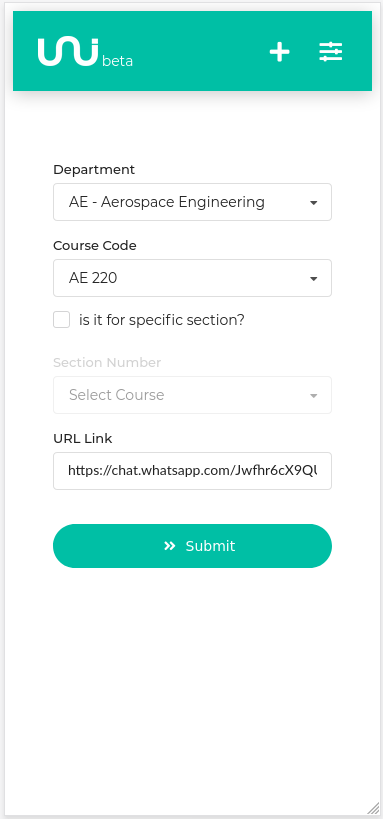 uni beta
Department
AE - Aerospace Engineering
Course Code
AE 220
is it for specific section?
Section Number
Select Course
URL Link
https://chat.whatsapp.com/Jwfhr6cX9Q
Submit